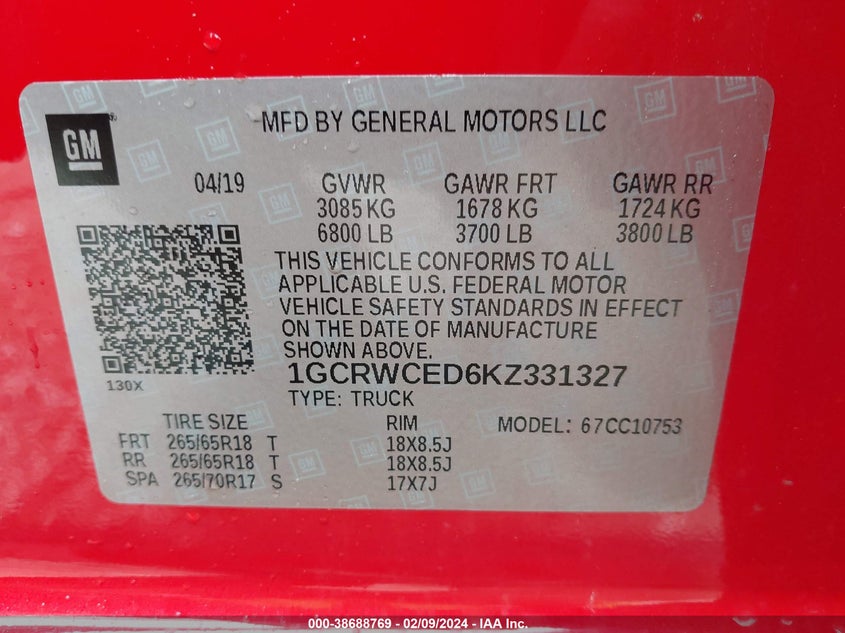 GM
MFD BY GENERAL MOTORS LLC
04/19 GVWR GAWR FRT GAWR RR
3085 KG 1678 KG 1724 KG
6800 LB 3700 LB 3800 LB
THIS VEHICLE CONFORMS TO ALL
APPLICABLE U.S. FEDERAL MOTOR
VEHICLE SAFETY STANDARDS IN EFFECT
ON THE DATE OF MANUFACTURE
SHOWN ABOVE.
130X
1GCRWCED6KZ331327
TYPE: TRUCK
TIRE SIZE RIM MODEL: 67CC10753
FRT 265/65R18 T 18X8.5J
RR 265/65R18 T 18X8.5J
SPA 265/70R17 S 17X7J
000-38688769 - 02/09/2024 - IAA Inc.